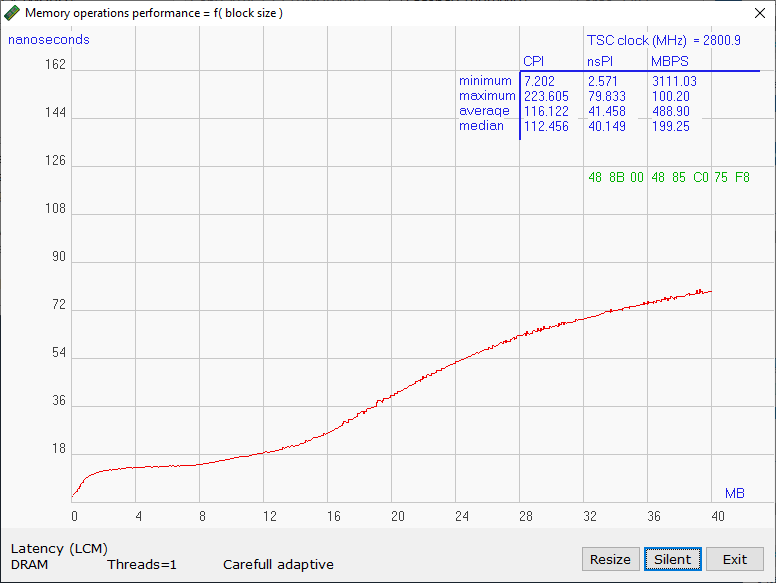 Memory operations performance = f( block size )
nanoseconds
TSC clock (MHz) = 2800.9
CPI nsPI MBPS
minimum 7.202 2.571 3111.03
maximum 223.605 79.833 100.20
average 116.122 41.458 488.90
median 112.456 40.149 199.25
48 8B 00 48 85 C0 75 F8
162
144
126
108
90
72
54
36
18
MB
0 4 8 12 16 20 24 28 32 36 40
Latency (LCM)
DRAM Threads=1 Carefull adaptive
Resize Silent Exit